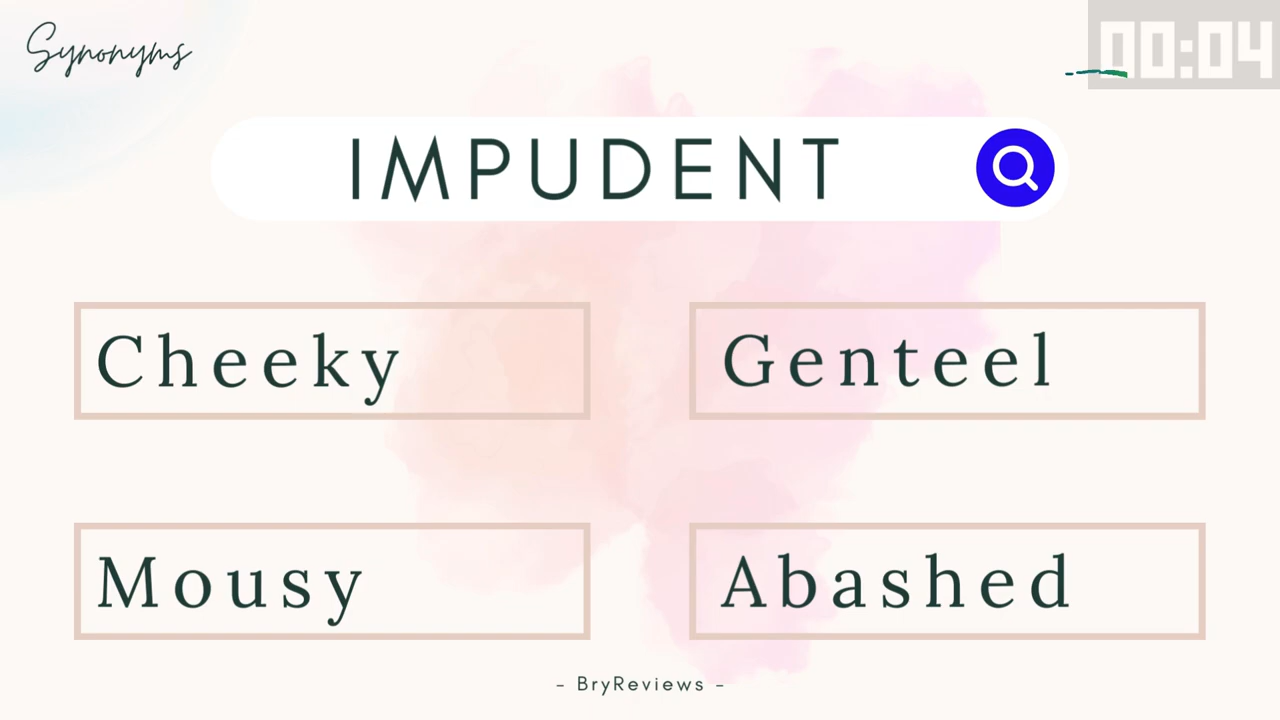 Synonyms
00:04
IMPUDENT
Cheeky
Genteel
Mousy
Abashed
- BryReviews -